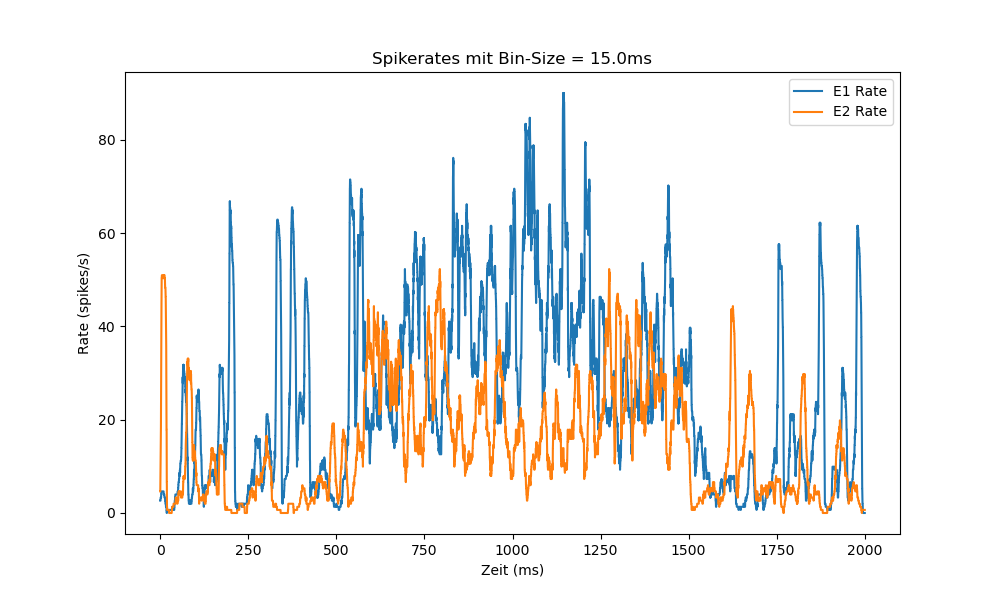 Spikerates mit Bin-Size = 15.0ms
E1 Rate
E2 Rate
80
60
40
20
0
Rate (spikes/s)
0 250 500 750 1000 1250 1500 1750 2000
Zeit (ms)